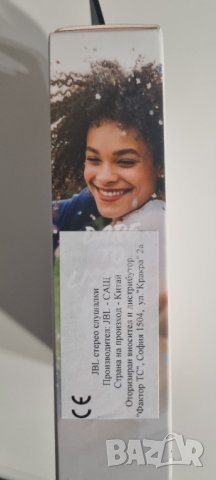 JBL стерео слушалки
Производител: JBL - САЩ
Страна на произход - Китай
Оторизиран вносител и дистрибутор:
"Фактор ТС", София 1504, ул."Кракра" 2а
CE
BAZAR